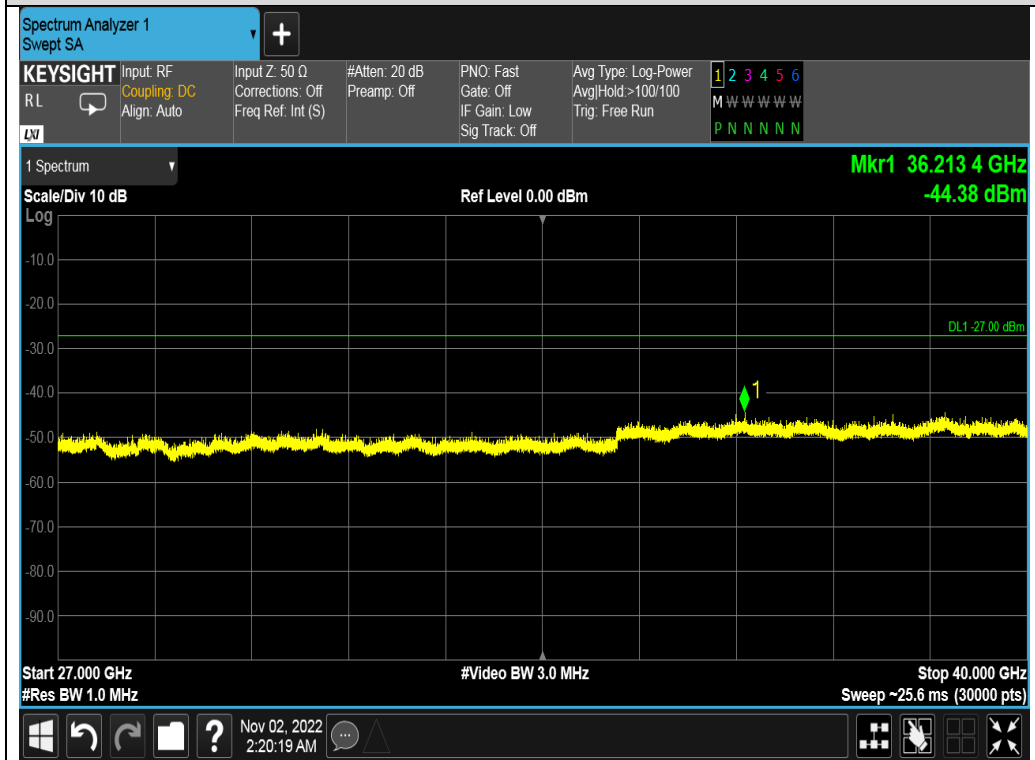 Spectrum Analyzer 1
Swept SA
KEYSIGHT
RL
LXI
Input: RF
Coupling: DC
Align: Auto
Input Z: 50 Ω
Corrections: Off
Freq Ref: Int (S)
#Atten: 20 dB
Preamp: Off
PNO: Fast
Gate: Off
IF Gain: Low
Sig Track: Off
Avg Type: Log-Power
Avg|Hold:>100/100
Trig: Free Run
1 2 3 4 5 6
M W W W W W
P N N N N N
1 Spectrum
Mkr1 36.213 4 GHz
-44.38 dBm
Scale/Div 10 dB
Ref Level 0.00 dBm
Log
-10.0
-20.0
DL1 -27.00 dBm
-30.0
-40.0
1
-50.0
-60.0
-70.0
-80.0
-90.0
Start 27.000 GHz
#Video BW 3.0 MHz
Stop 40.000 GHz
#Res BW 1.0 MHz
Sweep ~25.6 ms (30000 pts)
?
Nov 02, 2022
2:20:19 AM